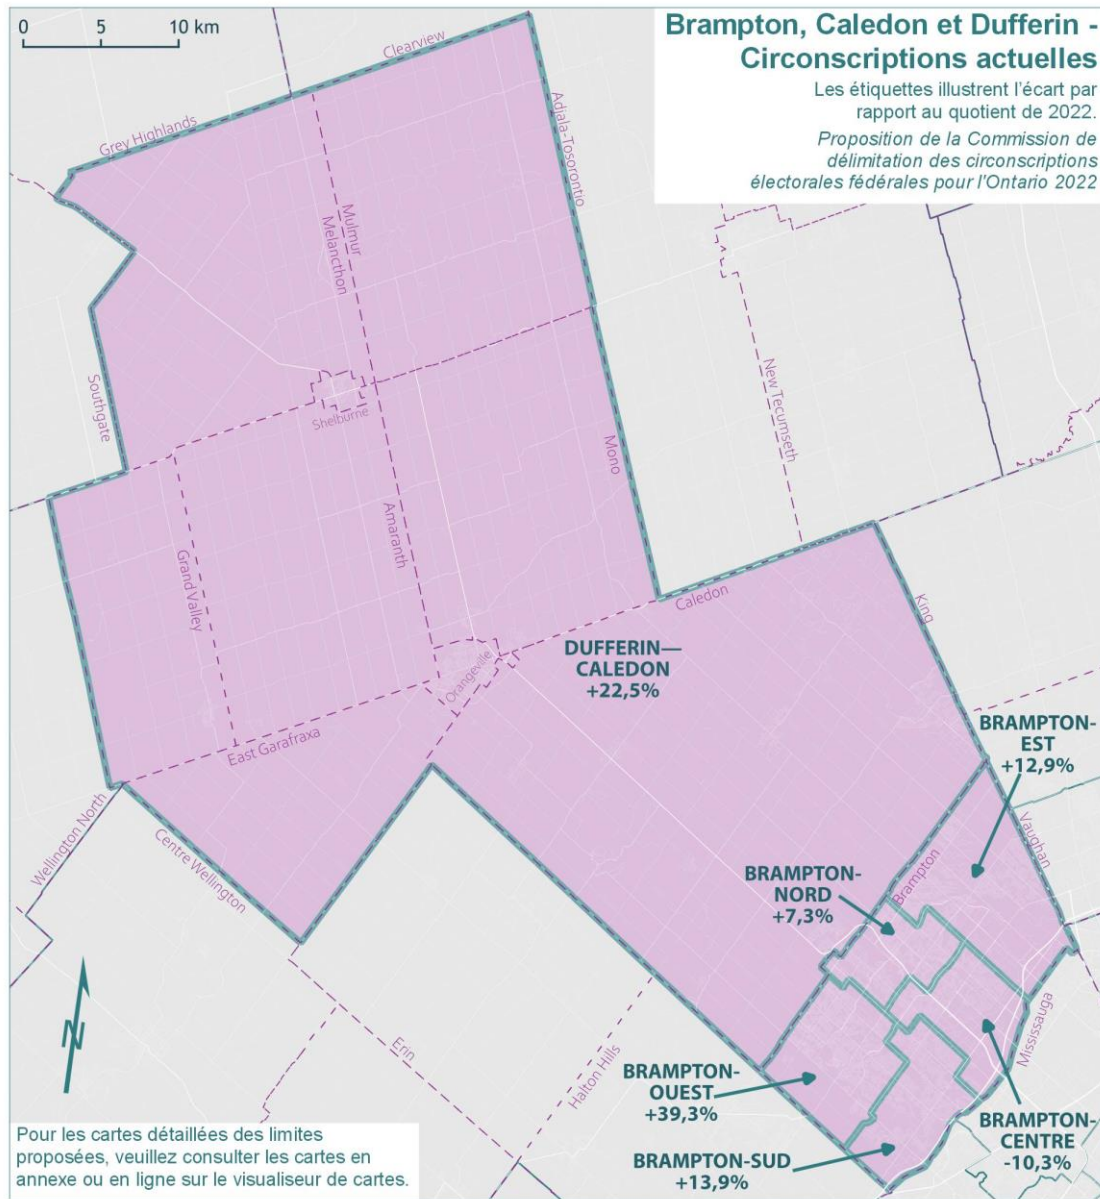 0 5 10 km
Brampton, Caledon et Dufferin -
Circonscriptions actuelles
Les étiquettes illustrent l'écart par
rapport au quotient de 2022.
Proposition de la Commission de
délimitation des circonscriptions
électorales fédérales pour l'Ontario 2022
Clearview
Grey Highlands
Adjala-Tosorontio
Mulmur
Melancthon
Southgate
Shelburne
New Tecumseth
Mono
Amaranth
Grand Valley
Caledon
King
Orangeville
DUFFERIN—
CALEDON
+22,5%
East Garafraxa
BRAMPTON-
EST
+12,9%
Wellington North
Centre Wellington
Vaughan
BRAMPTON-
NORD
+7,3%
Brampton
N
Mississauga
Erin
Halton Hills
BRAMPTON-
OUEST
+39,3%
BRAMPTON-
CENTRE
-10,3%
BRAMPTON-SUD
+13,9%
Pour les cartes détaillées des limites
proposées, veuillez consulter les cartes en
annexe ou en ligne sur le visualiseur de cartes.